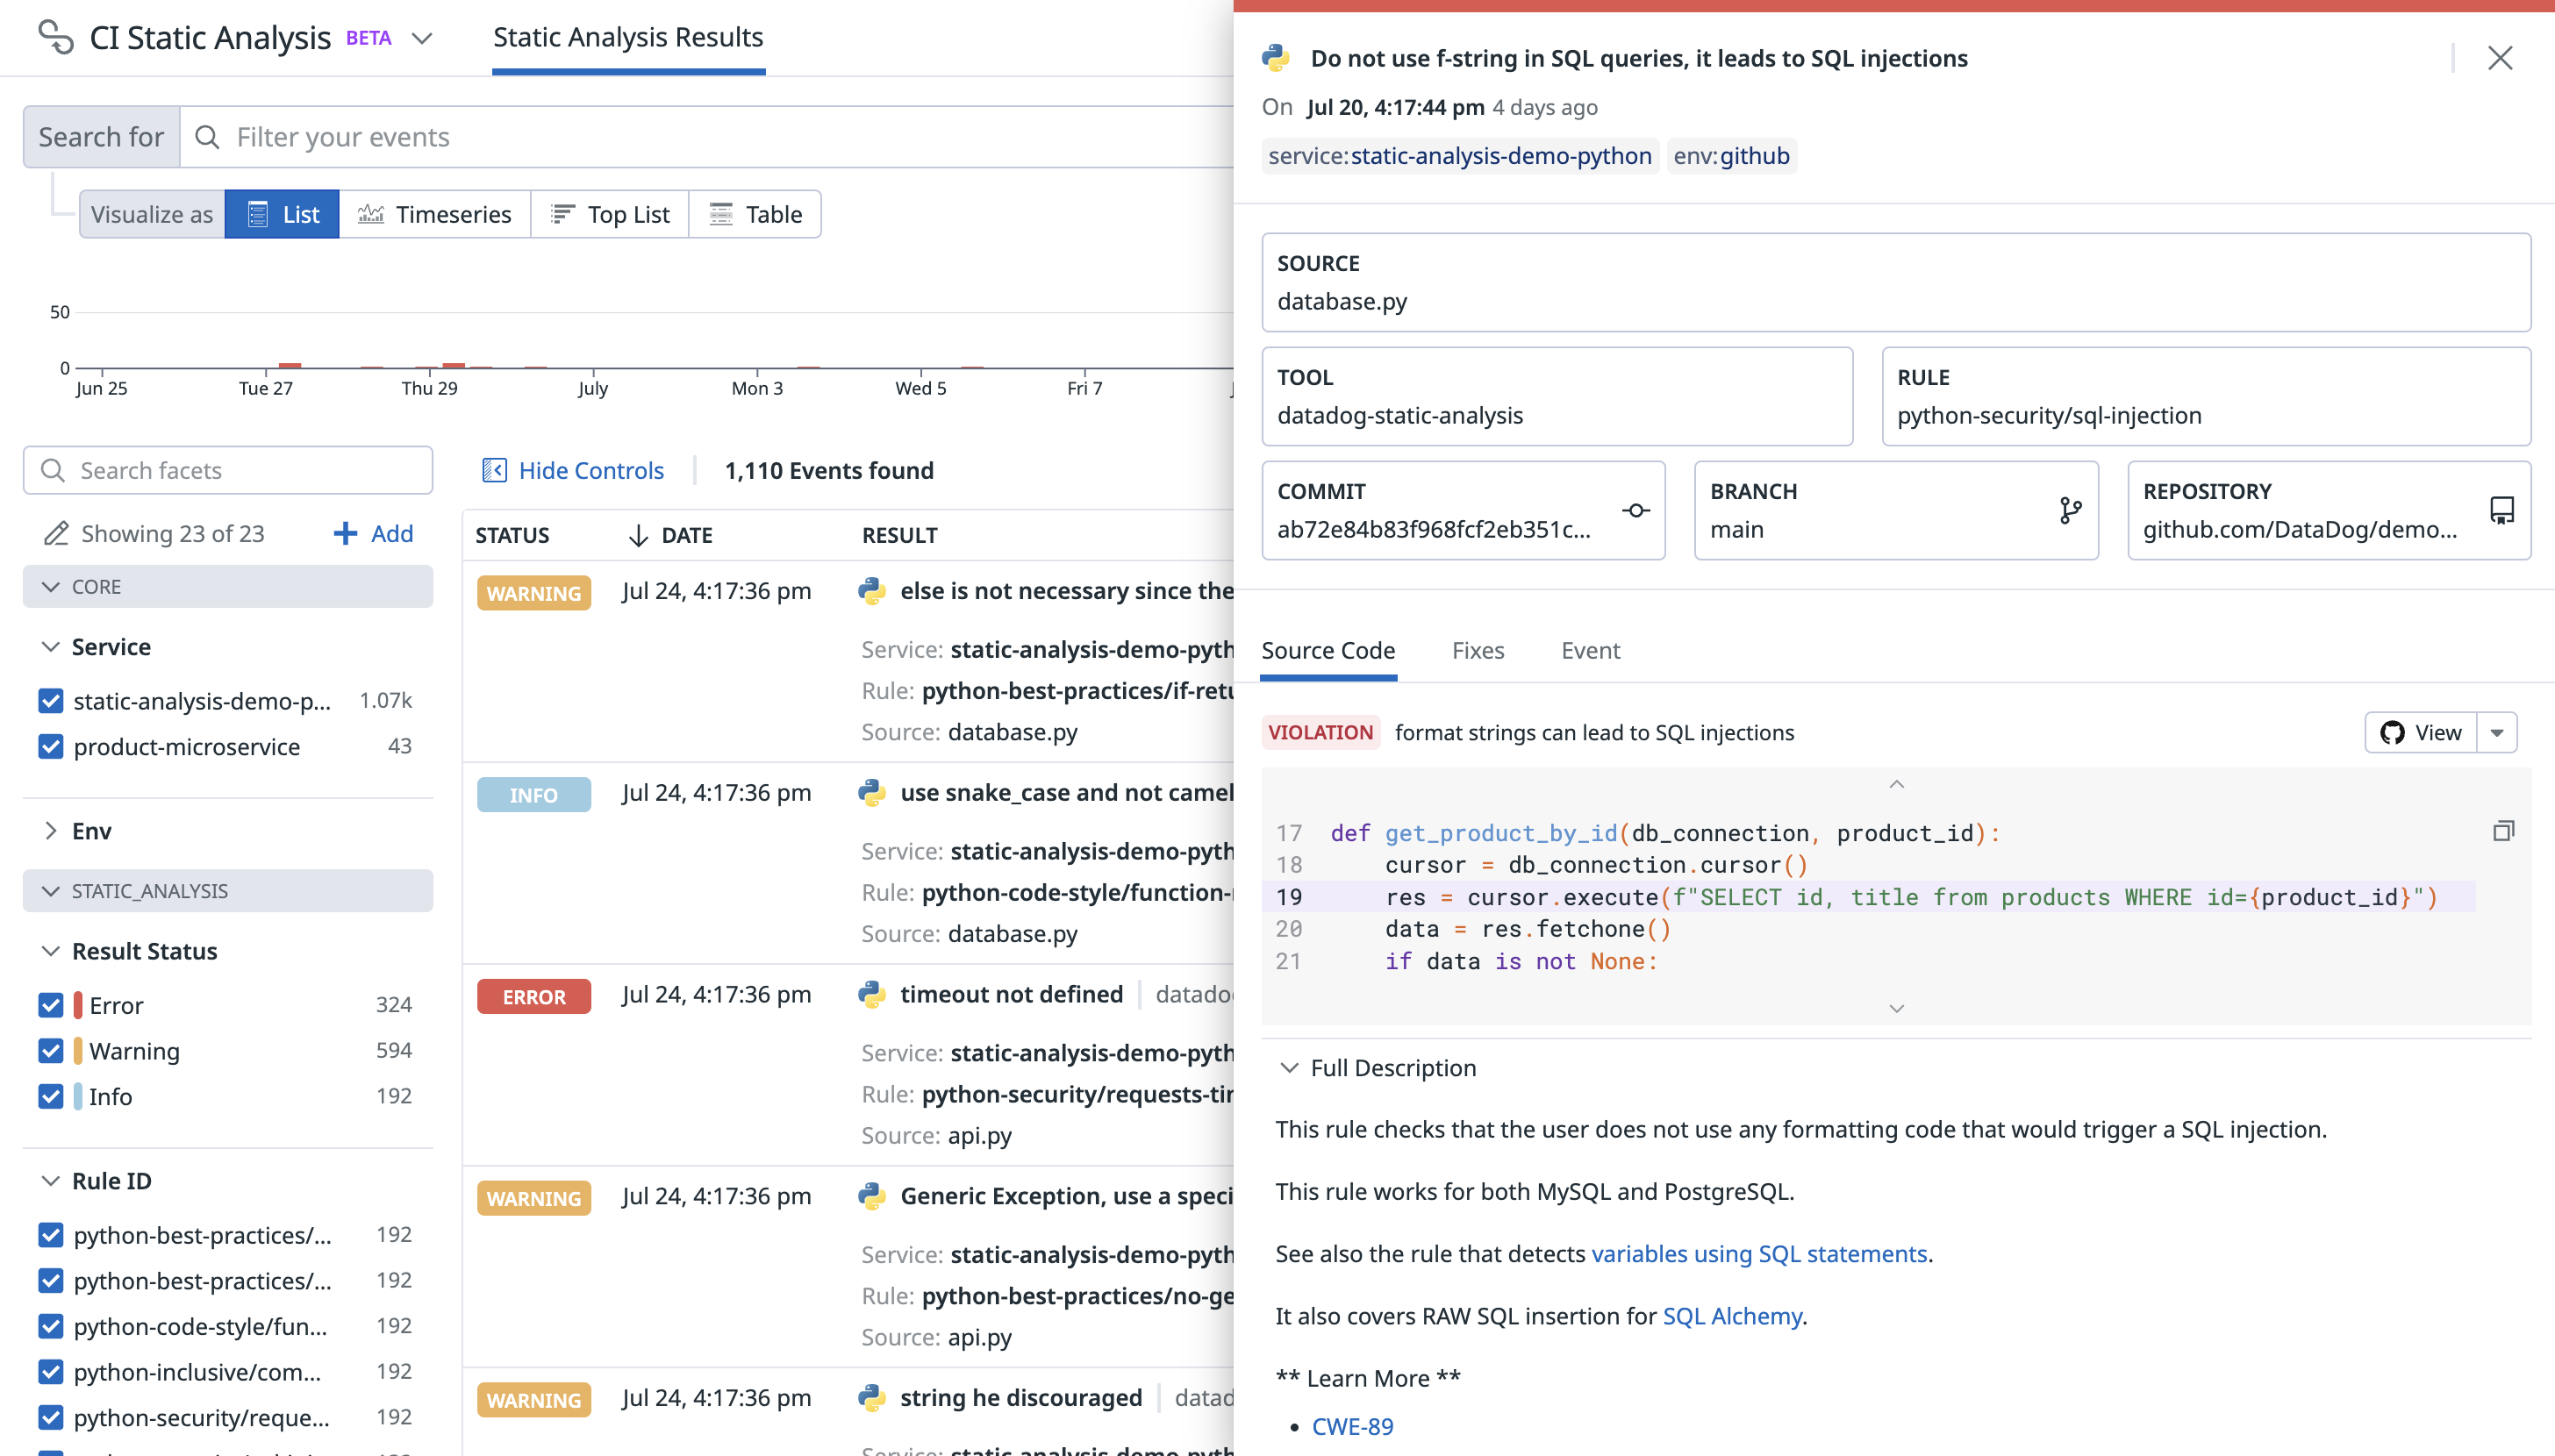 CI Static Analysis BETA
Static Analysis Results
Search for
Filter your events
Visualize as
List
Timeseries
Top List
Table
50
0
Jun 25
Tue 27
Thu 29
July
Mon 3
Wed 5
Fri 7
Search facets
Showing 23 of 23
Add
CORE
Service
static-analysis-demo-p... 1.07k
product-microservice 43
Env
STATIC_ANALYSIS
Result Status
Error 324
Warning 594
Info 192
Rule ID
python-best-practices/... 192
python-best-practices/... 192
python-code-style/fun... 192
python-inclusive/com... 192
python-security/reque... 192
Hide Controls
1,110 Events found
STATUS DATE RESULT
WARNING Jul 24, 4:17:36 pm else is not necessary since the
Service: static-analysis-demo-pyth
Rule: python-best-practices/if-retu
Source: database.py
INFO Jul 24, 4:17:36 pm use snake_case and not camel
Service: static-analysis-demo-pyth
Rule: python-code-style/function-
Source: database.py
ERROR Jul 24, 4:17:36 pm timeout not defined datado
Service: static-analysis-demo-pyth
Rule: python-security/requests-tim
Source: api.py
WARNING Jul 24, 4:17:36 pm Generic Exception, use a speci
Service: static-analysis-demo-pyth
Rule: python-best-practices/no-ge
Source: api.py
WARNING Jul 24, 4:17:36 pm string he discouraged datad
Service: static-analysis-demo-pyth
Do not use f-string in SQL queries, it leads to SQL injections
On Jul 20, 4:17:44 pm 4 days ago
service:static-analysis-demo-python env:github
SOURCE
database.py
TOOL
datadog-static-analysis
RULE
python-security/sql-injection
COMMIT
ab72e84b83f968fcf2eb351c...
BRANCH
main
REPOSITORY
github.com/DataDog/demo...
Source Code
Fixes
Event
VIOLATION format strings can lead to SQL injections
View
17 def get_product_by_id(db_connection, product_id):
18 cursor = db_connection.cursor()
19 res = cursor.execute(f"SELECT id, title from products WHERE id={product_id}")
20 data = res.fetchone()
21 if data is not None:
Full Description
This rule checks that the user does not use any formatting code that would trigger a SQL injection.
This rule works for both MySQL and PostgreSQL.
See also the rule that detects variables using SQL statements.
It also covers RAW SQL insertion for SQL Alchemy.
** Learn More **
• CWE-89